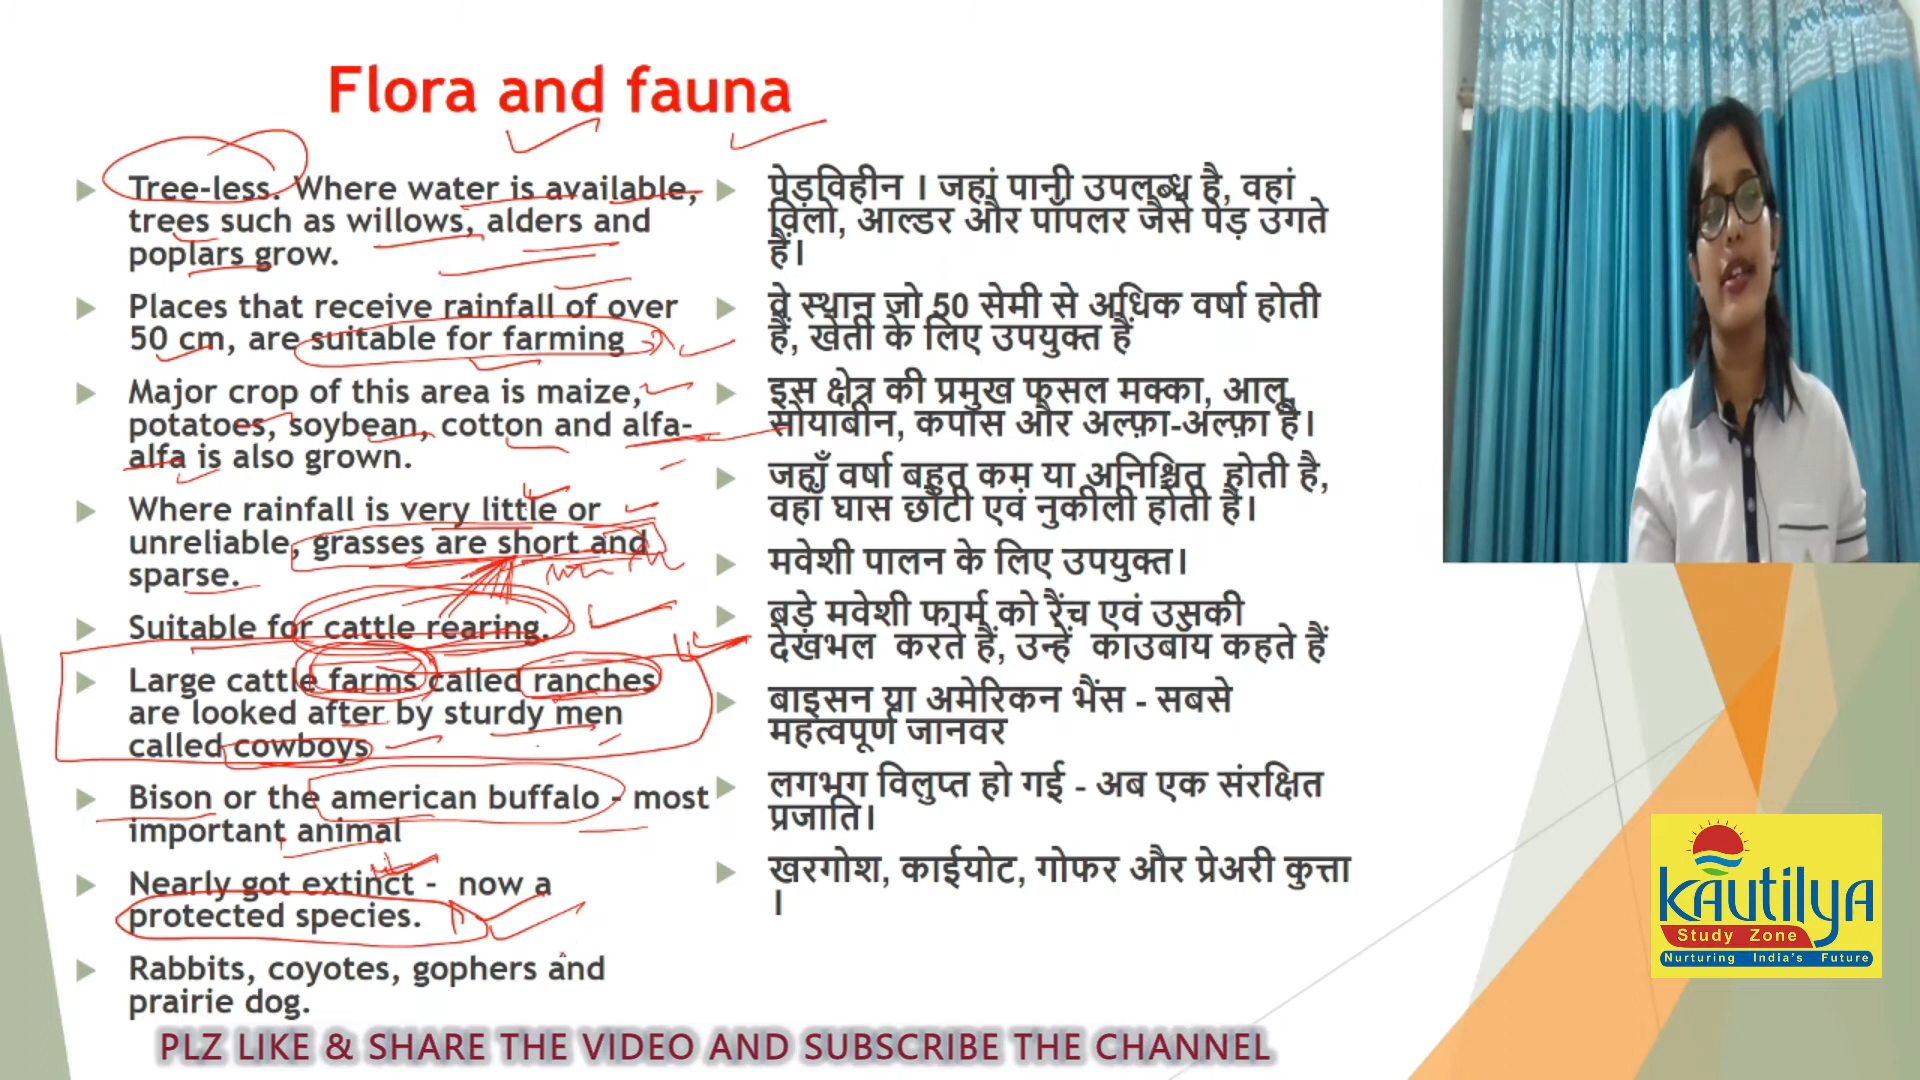 Flora and fauna
Tree-less. Where water is available,
trees such as willows, alders and
poplars grow.
Places that receive rainfall of over
50 cm, are suitable for farming
Major crop of this area is maize,
potatoes, soybean, cotton and alfa-
alfa is also grown.
Where rainfall is very little or
unreliable, grasses are short and
sparse.
Suitable for cattle rearing.
Large cattle farms called ranches
are looked after by sturdy men
called cowboys
Bison or the american buffalo - most
important animal
Nearly got extinct - now a
protected species.
Rabbits, coyotes, gophers and
prairie dog.
पेड़विहीन । जहां पानी उपलब्ध है, वहां
विलो, आल्डर और पॉपलर जैसे पेड़ उगते
हैं।
वे स्थान जो 50 सेमी से अधिक वर्षा होती
हैं, खेती के लिए उपयुक्त हैं
इस क्षेत्र की प्रमुख फसल मक्का, आलू,
सोयाबीन, कपास और अल्फ़ा-अल्फ़ा है।
जहाँ वर्षा बहुत कम या अनिश्चित होती है,
वहाँ घास छोटी एवं नुकीली होती है।
मवेशी पालन के लिए उपयुक्त।
बड़े मवेशी फार्म को रैंच एवं उसकी
देखभल करते हैं, उन्हें काउबॉय कहते हैं
बाइसन या अमेरिकन भैंस - सबसे
महत्वपूर्ण जानवर
लगभग विलुप्त हो गई - अब एक संरक्षित
प्रजाति।
खरगोश, काईयोट, गोफर और प्रेअरी कुत्ता
।
Kautilya
Study Zone
Nurturing India's Future
PLZ LIKE & SHARE THE VIDEO AND SUBSCRIBE THE CHANNEL